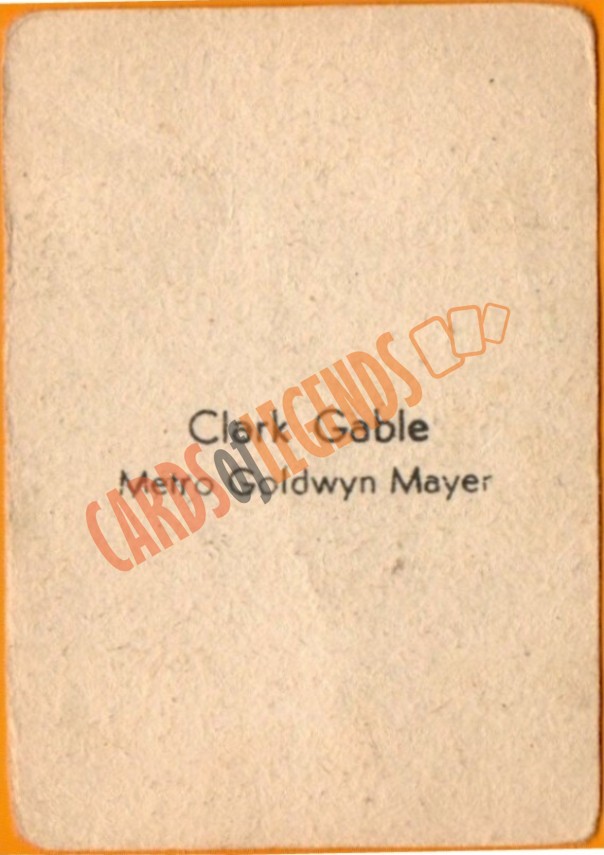 Clark Gable
Metro Goldwyn Mayer
CARDS of LEGENDS